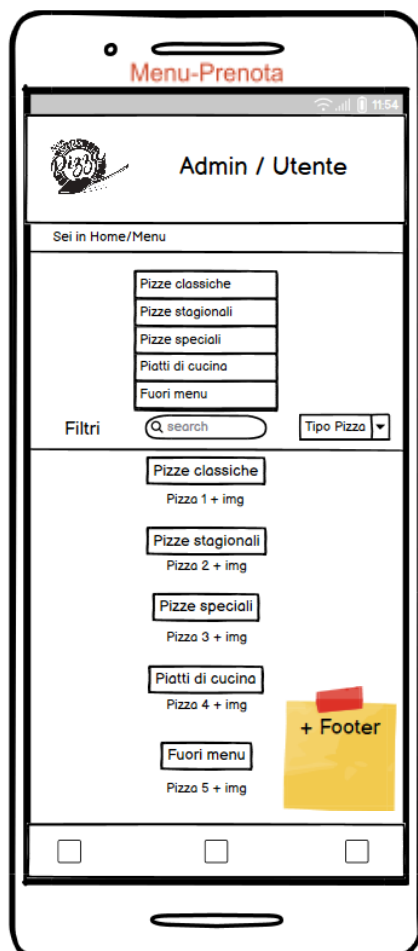 Menu-Prenota
11:54
Pizzy
Admin / Utente
Sei in Home/Menu
Pizze classiche
Pizze stagionali
Pizze speciali
Piatti di cucina
Fuori menu
Filtri
search
Tipo Pizza
Pizze classiche
Pizza 1 + img
Pizze stagionali
Pizza 2 + img
Pizze speciali
Pizza 3 + img
Piatti di cucina
Pizza 4 + img
+ Footer
Fuori menu
Pizza 5 + img